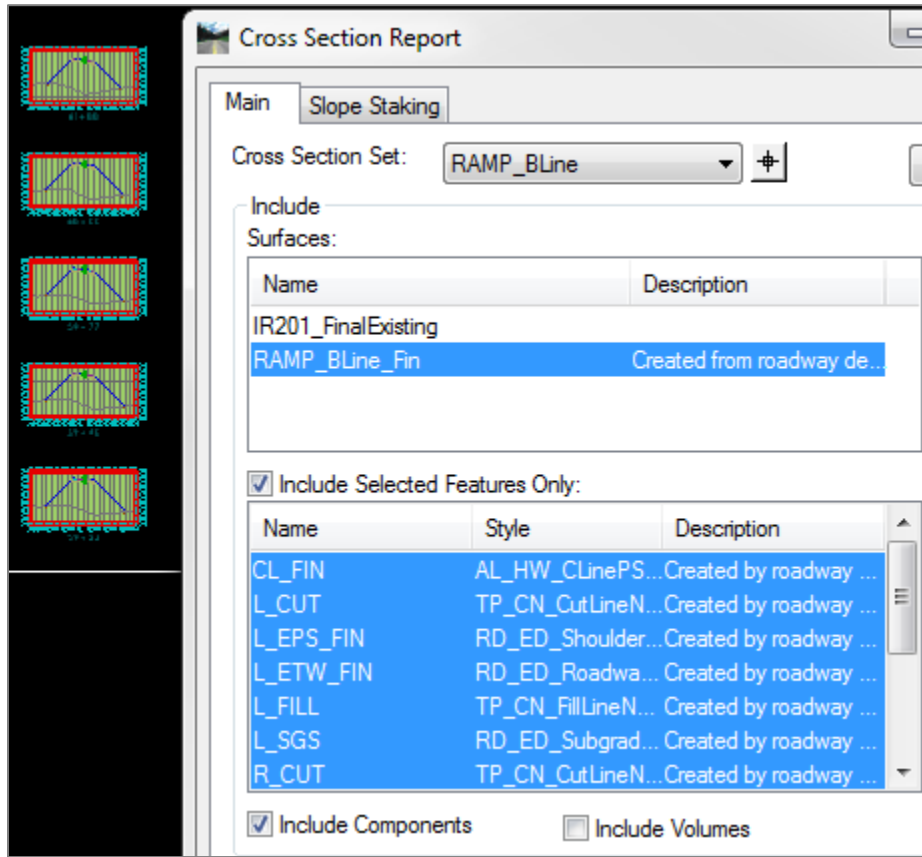 Cross Section Report
Main
Slope Staking
Cross Section Set:
RAMP_BLine
Include
Surfaces:
Name Description
IR201_FinalExisting
RAMP_BLine_Fin Created from roadway de...
Include Selected Features Only:
Name Style Description
CL_FIN AL_HW_CLinePS... Created by roadway ...
L_CUT TP_CN_CutLineN... Created by roadway ...
L_EPS_FIN RD_ED_Shoulder... Created by roadway ...
L_ETW_FIN RD_ED_Roadwa... Created by roadway ...
L_FILL TP_CN_FillLineN... Created by roadway ...
L_SGS RD_ED_Subgrad... Created by roadway ...
R_CUT TP_CN_CutLineN... Created by roadway ...
Include Components
Include Volumes